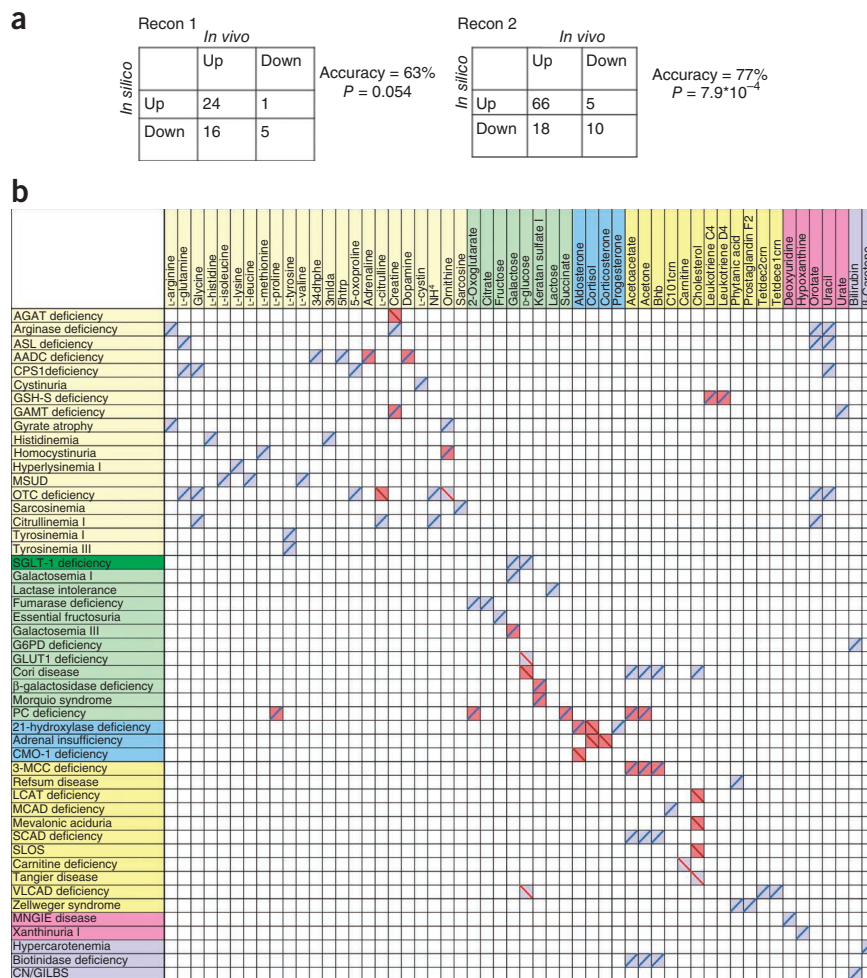 a
Recon 1
In vivo
In silico
Up
Down
Up
24
1
Down
16
5
Accuracy = 63%
P = 0.054
Recon 2
In vivo
In silico
Up
Down
Up
66
5
Down
18
10
Accuracy = 77%
P = 7.9*10−4
b
L-arginine
L-glutamine
Glycine
L-histidine
L-isoleucine
L-lysine
L-leucine
L-methionine
L-proline
L-tyrosine
L-valine
34dhphe
3mlda
5htrp
5-oxoproline
Adrenaline
L-citrulline
Creatine
Dopamine
L-cystin
NH4
Ornithine
Sarcosine
2-Oxoglutarate
Citrate
Fructose
Galactose
D-glucose
Keratan sulfate I
Lactose
Succinate
Aldosterone
Cortisol
Corticosterone
Progesterone
Acetoacetate
Acetone
Bhb
C101crn
Carnitine
Cholesterol
Leukotriene C4
Leukotriene D4
Phytanic acid
Prostaglandin F2
Tetdec2crn
Tetdece1crn
Deoxyuridine
Hypoxanthine
Orotate
Uracil
Urate
Bilirubin
AGAT deficiency
Arginase deficiency
ASL deficiency
AADC deficiency
CPS1deficiency
Cystinuria
GSH-S deficiency
GAMT deficiency
Gyrate atrophy
Histidinemia
Homocystinuria
Hyperlysinemia I
MSUD
OTC deficiency
Sarcosinemia
Citrullinemia I
Tyrosinemia I
Tyrosinemia III
SGLT-1 deficiency
Galactosemia I
Lactase intolerance
Fumarase deficiency
Essential fructosuria
Galactosemia III
G6PD deficiency
GLUT1 deficiency
Cori disease
β-galactosidase deficiency
Morquio syndrome
PC deficiency
21-hydroxylase deficiency
Adrenal insufficiency
CMO-1 deficiency
3-MCC deficiency
Refsum disease
LCAT deficiency
MCAD deficiency
Mevalonic aciduria
SCAD deficiency
SLOS
Carnitine deficiency
Tangier disease
VLCAD deficiency
Zellweger syndrome
MNGIE disease
Xanthinuria I
Hypercarotenemia
Biotinidase deficiency
CN/GILBS